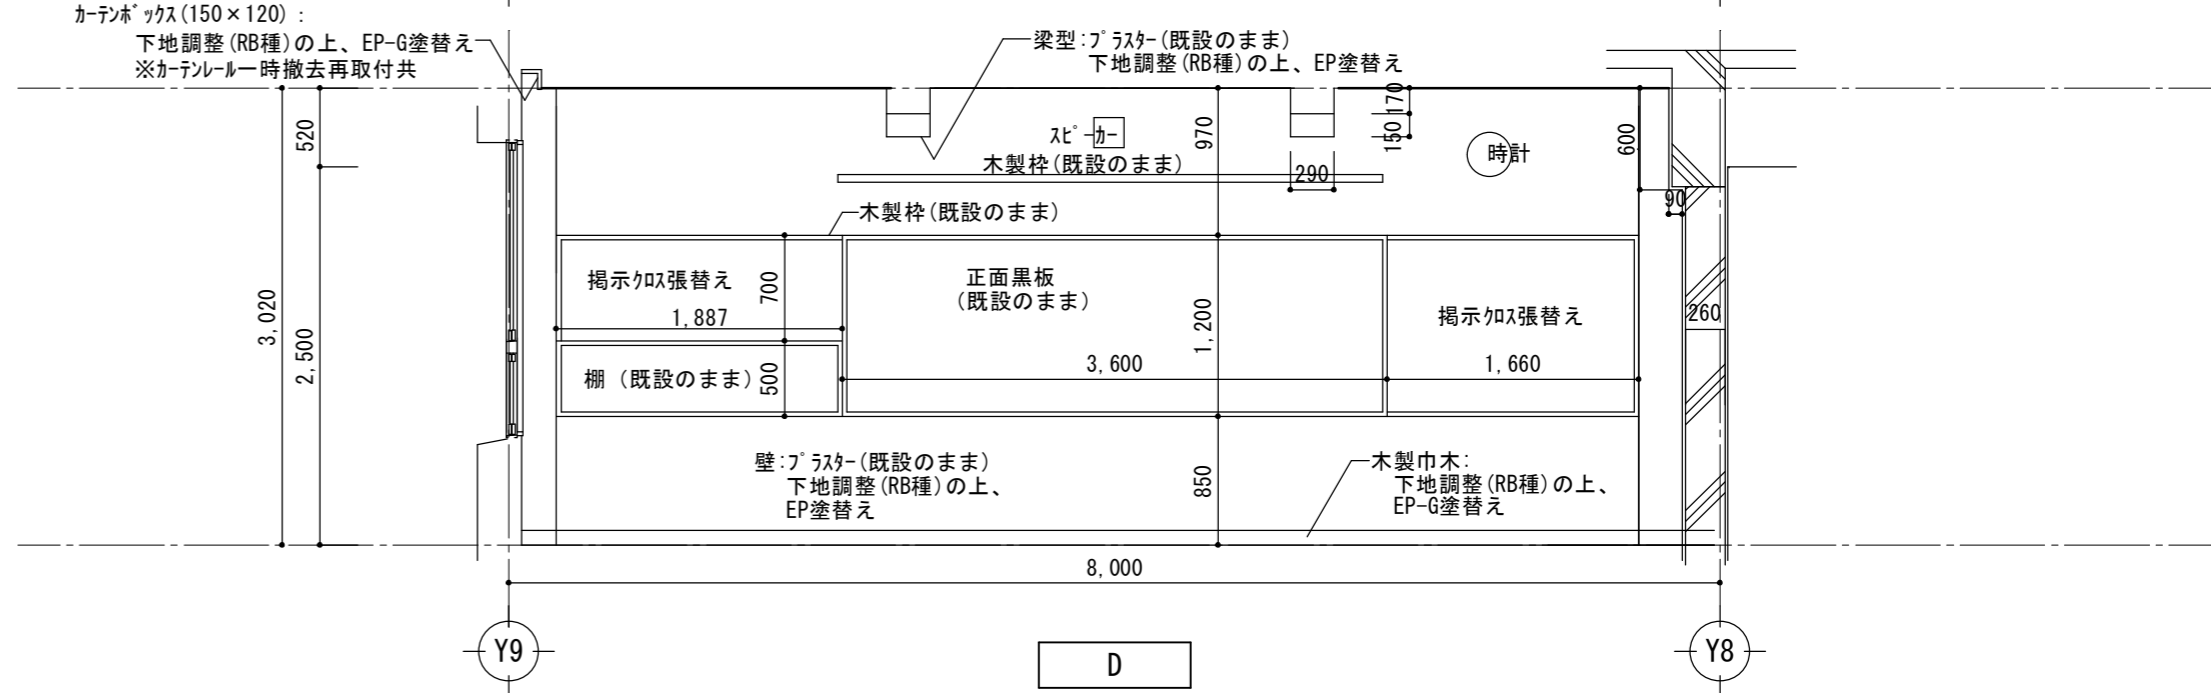 カーテンボックス(150×120):
下地調整(RB種)の上、EP-G塗替え
※カーテンレール一時撤去再取付共
梁型:プラスター(既設のまま)
下地調整(RB種)の上、EP塗替え
170
520
970
150
600
スピーカー
時計
木製枠(既設のまま)
290
90
木製枠(既設のまま)
掲示クロス張替え
700
1,887
正面黒板
(既設のまま)
3,020
2,500
1,200
掲示クロス張替え
260
3,600
1,660
棚 (既設のまま)
500
壁:プラスター(既設のまま)
下地調整(RB種)の上、
EP塗替え
850
木製巾木:
下地調整(RB種)の上、
EP-G塗替え
8,000
Y9
D
Y8